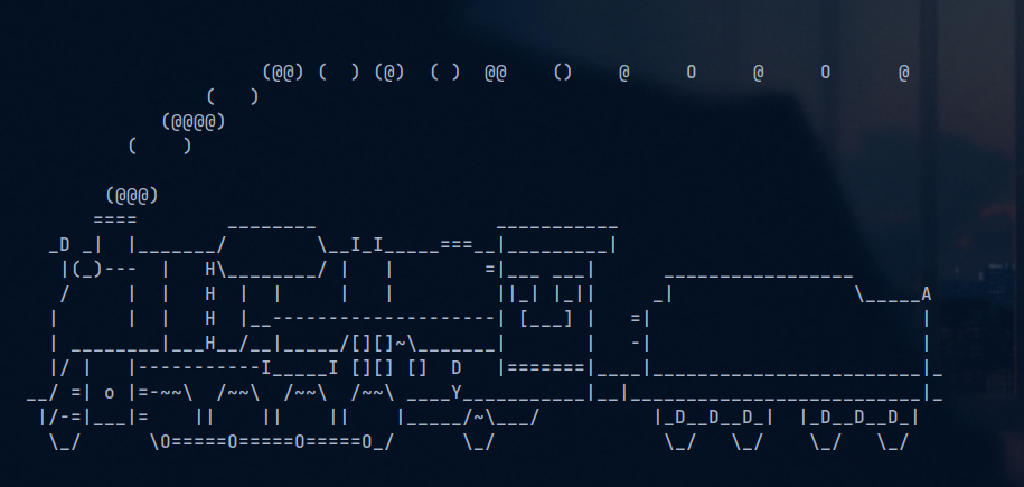 (@@) (  ) (@)  ( )  @@    ()    @     O     @     O      @
                (   )
            (@@@@)
         (    )

       (@@@)
      ====        ________                ___________
  _D _|  |_______/        \__I_I_____===__|_________|
   |(_)---  |   H\________/ |   |        =|___ ___|      _________________
   /     |  |   H  |  |     |   |         ||_| |_||     _|                \_____A
  |      |  |   H  |__--------------------| [___] |   =|                        |
  | ________|___H__/__|_____/[][]~\_______|       |   -|                        |
  |/ |   |-----------I_____I [][] []  D   |=======|____|________________________|_
__/ =| o |=-~~\  /~~\  /~~\  /~~\ ____Y___________|__|__________________________|_
 |/-=|___|=    ||    ||    ||    |_____/~\___/          |_D__D__D_|  |_D__D__D_|
  \_/      \O=====O=====O=====O_/      \_/               \_/   \_/    \_/   \_/